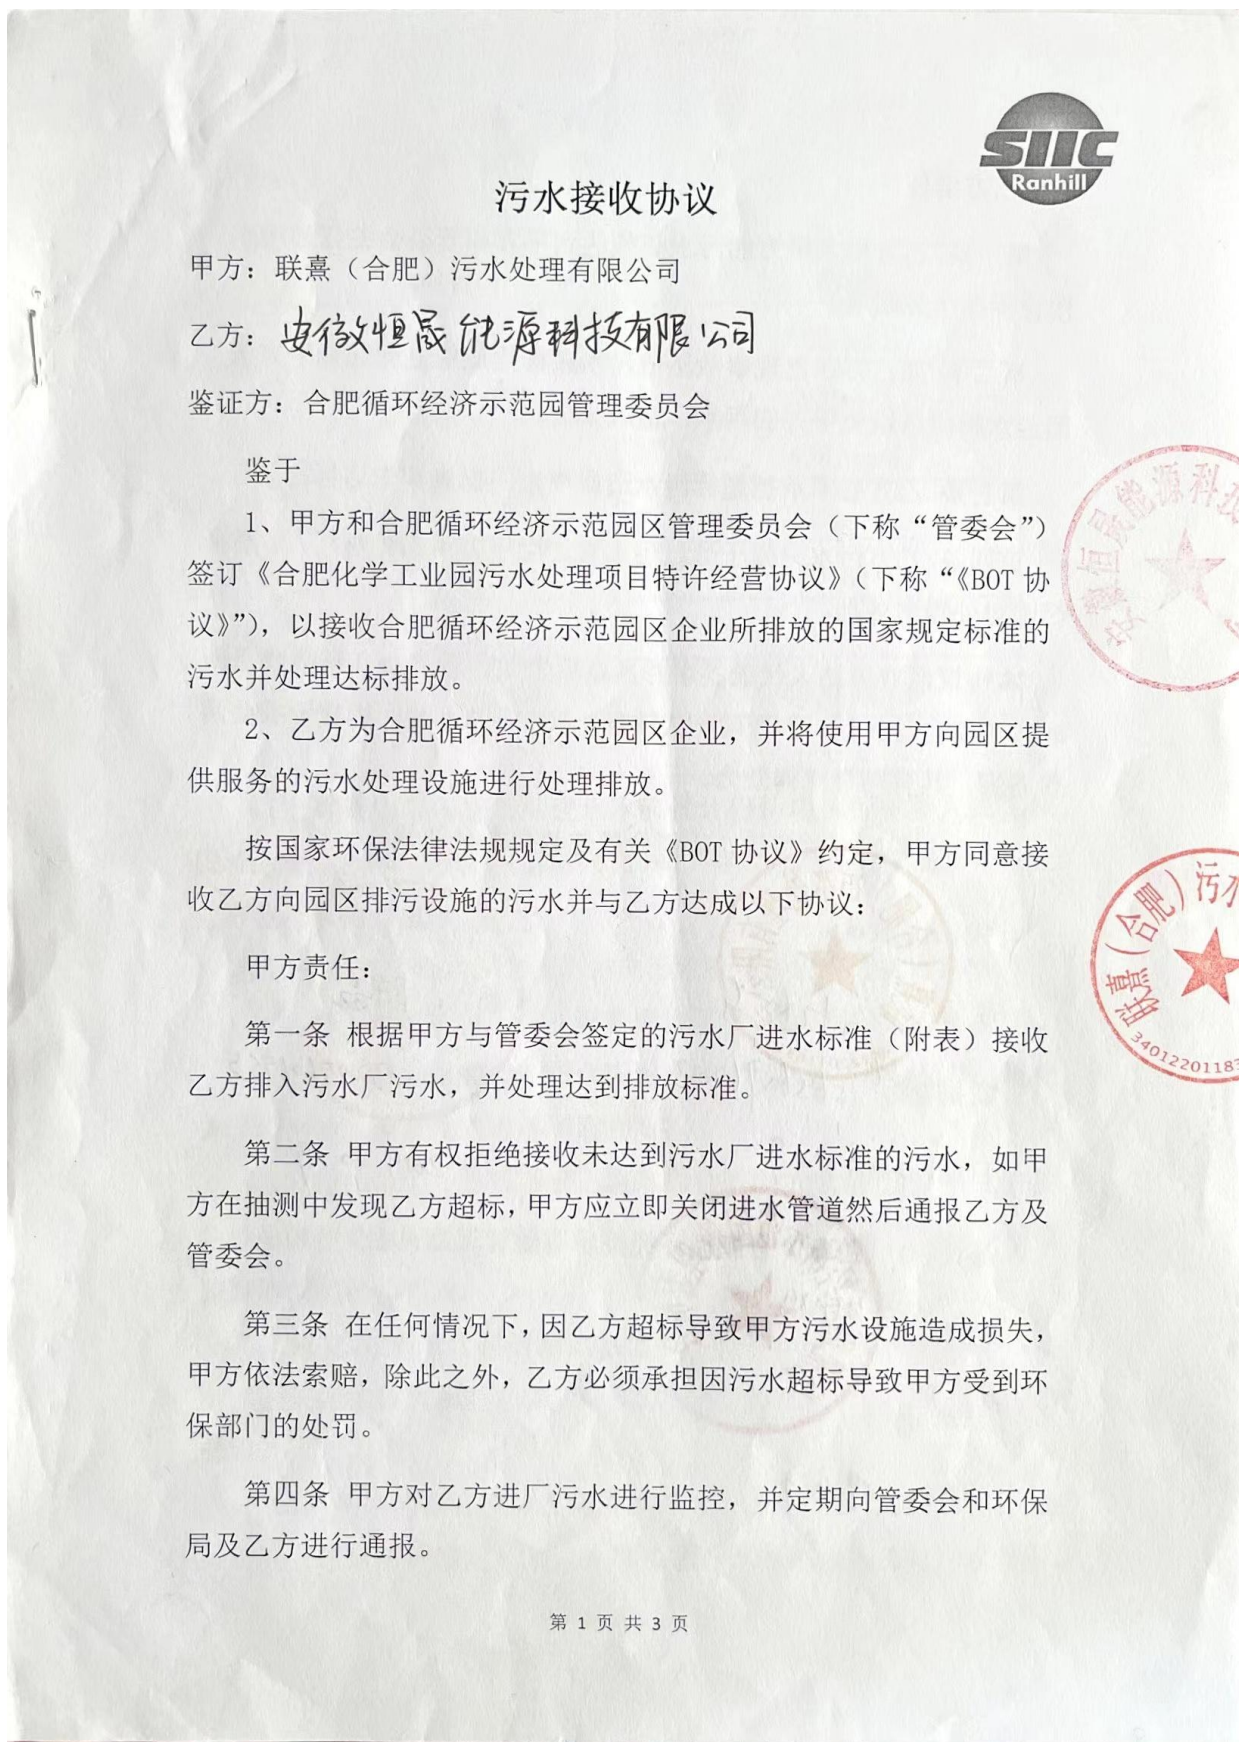 SIIC
Ranhill
污水接收协议
甲方：联熹（合肥）污水处理有限公司
乙方：安徽恒晟能源科技有限公司
鉴证方：合肥循环经济示范园管理委员会
鉴于
1、甲方和合肥循环经济示范园区管理委员会（下称“管委会”）
签订《合肥化学工业园污水处理项目特许经营协议》（下称“《BOT 协
议》”），以接收合肥循环经济示范园区企业所排放的国家规定标准的
污水并处理达标排放。
2、乙方为合肥循环经济示范园区企业，并将使用甲方向园区提
供服务的污水处理设施进行处理排放。
按国家环保法律法规规定及有关《BOT 协议》约定，甲方同意接
收乙方向园区排污设施的污水并与乙方达成以下协议：
甲方责任：
第一条 根据甲方与管委会签定的污水厂进水标准（附表）接收
乙方排入污水厂污水，并处理达到排放标准。
第二条 甲方有权拒绝接收未达到污水厂进水标准的污水，如甲
方在抽测中发现乙方超标，甲方应立即关闭进水管道然后通报乙方及
管委会。
第三条 在任何情况下，因乙方超标导致甲方污水设施造成损失，
甲方依法索赔，除此之外，乙方必须承担因污水超标导致甲方受到环
保部门的处罚。
第四条 甲方对乙方进厂污水进行监控，并定期向管委会和环保
局及乙方进行通报。
第 1 页 共 3 页
安徽恒晟能源科技
联熹（合肥）污水
34012201183